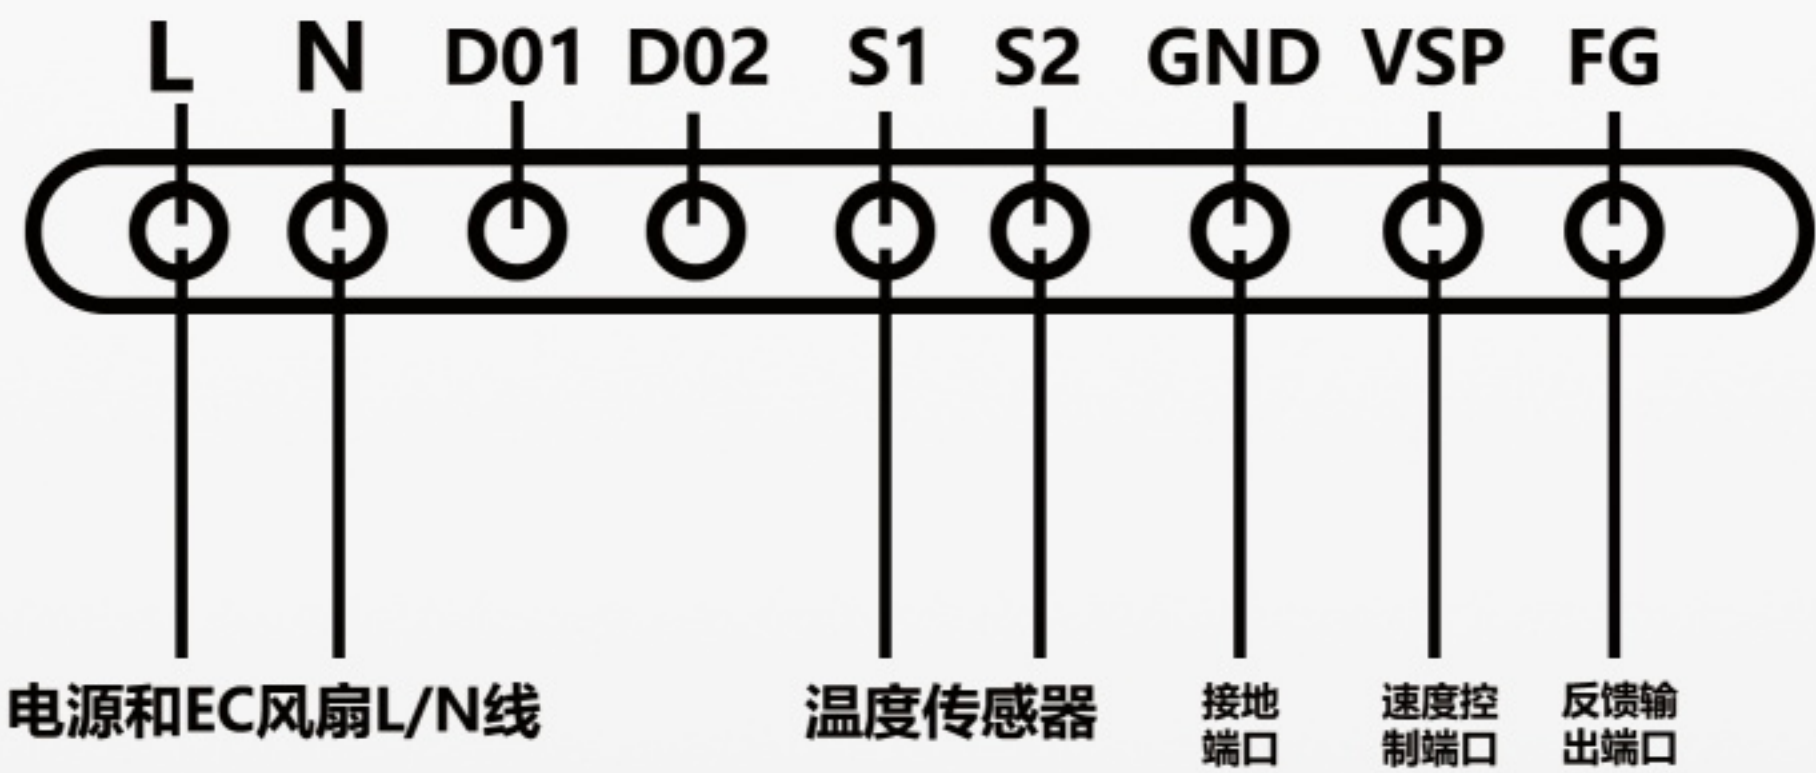 L N D01 D02 S1 S2 GND VSP FG
电源和EC风扇L/N线
温度传感器
接地
端口
速度控
制端口
反馈输
出端口